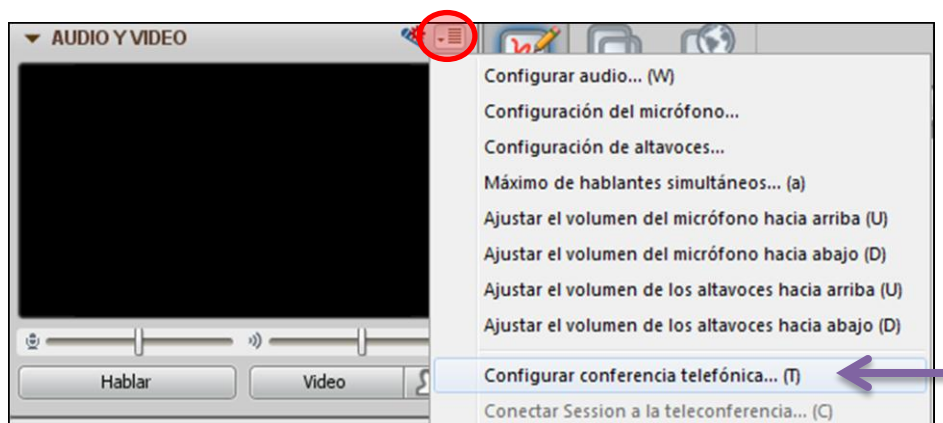 AUDIO Y VIDEO
Configurar audio... (W)
Configuración del micrófono...
Configuración de altavoces...
Máximo de hablantes simultáneos... (a)
Ajustar el volumen del micrófono hacia arriba (U)
Ajustar el volumen del micrófono hacia abajo (D)
Ajustar el volumen de los altavoces hacia arriba (U)
Ajustar el volumen de los altavoces hacia abajo (D)
Hablar
Video
Configurar conferencia telefónica... (T)
Conectar Session a la teleconferencia... (C)